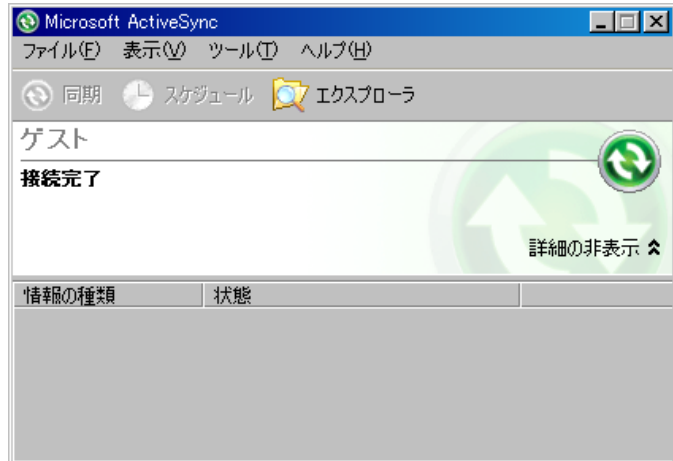 Microsoft ActiveSync
ファイル(F) 表示(V) ツール(T) ヘルプ(H)
同期 スケジュール エクスプローラ
ゲスト
接続完了
詳細の非表示
情報の種類 状態